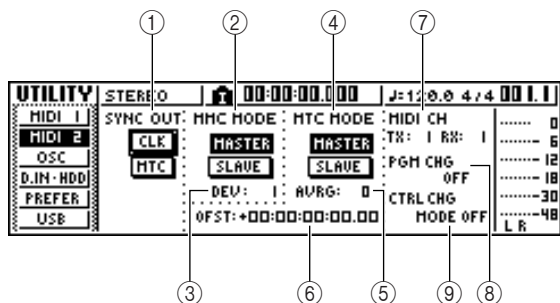 ① ② ④ ⑦
UTILITY STEREO 00:00:00.000 ♩=120.0 4/4 001.1
MIDI 1
MIDI 2
OSC
D.IN·HDD
PREFER
USB
SYNC OUT
CLK
MTC
MMC MODE
MASTER
SLAVE
DEV: 1
MTC MODE
MASTER
SLAVE
AVRG: 0
OFST:+00:00:00:00.00
MIDI CH
TX: 1 RX: 1
PGM CHG
OFF
CTRL CHG
MODE OFF
0
6
12
18
30
48
L R
③ ⑥ ⑤ ⑨ ⑧